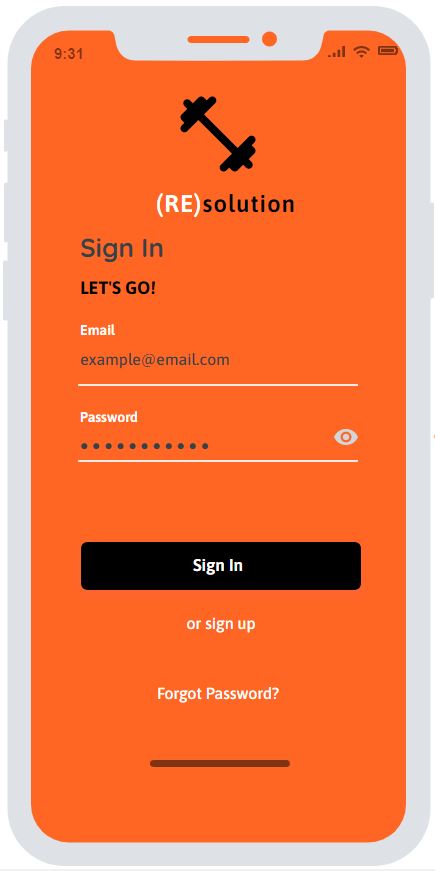 9:31
(RE)solution
Sign In
LET'S GO!
Email
example@email.com
Password
Sign In
or sign up
Forgot Password?